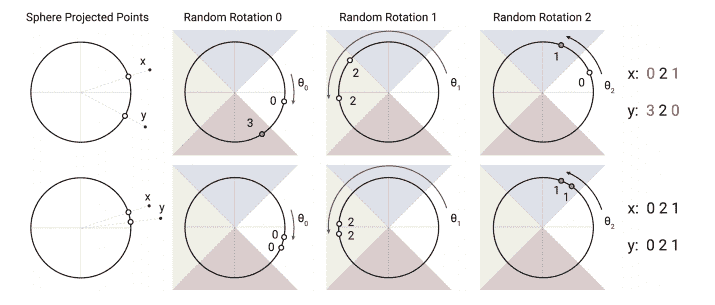 Sphere Projected Points
Random Rotation 0
Random Rotation 1
Random Rotation 2
x
y
0
3
θ0
2
2
θ1
1
0
θ2
x: 0 2 1
y: 3 2 0
x
y
0
0
θ0
2
2
θ1
1
1
θ2
x: 0 2 1
y: 0 2 1